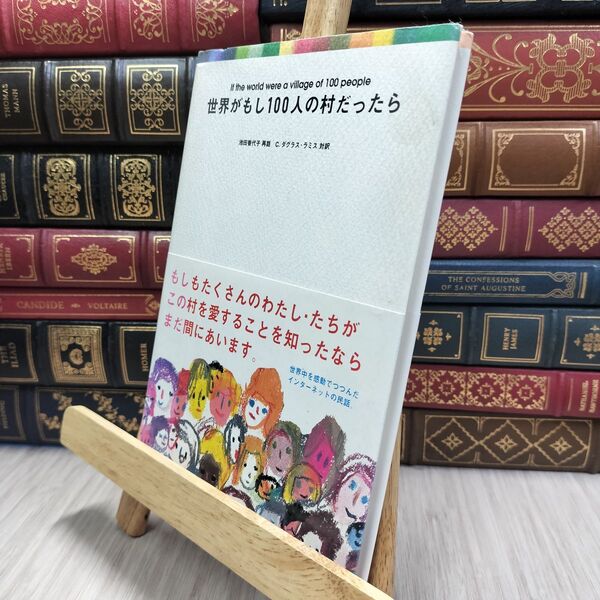 If the world were a village of 100 people
世界がもし100人の村だったら
池田香代子 再話 C.ダグラス・ラミス 対訳
もしもたくさんのわたし・たちが
この村を愛することを知ったなら
まだ間にあいます。
世界中を感動でつつんだ
インターネットの民話。
THOMAS
MANN
CANDIDE VOLTAIRE
HOMER
THE CONFESSIONS
OF SAINT AUGUSTINE
HENRY
JAMES